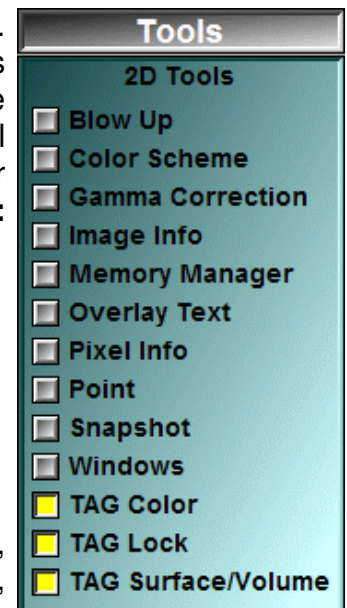 Tools
2D Tools
Blow Up
Color Scheme
Gamma Correction
Image Info
Memory Manager
Overlay Text
Pixel Info
Point
Snapshot
Windows
TAG Color
TAG Lock
TAG Surface/Volume